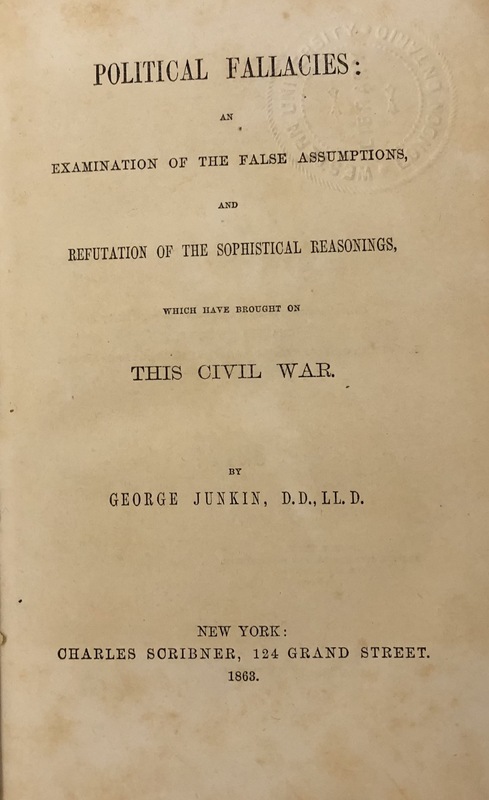 POLITICAL FALLACIES:
AN
EXAMINATION OF THE FALSE ASSUMPTIONS,
AND
REFUTATION OF THE SOPHISTICAL REASONINGS,
WHICH HAVE BROUGHT ON
THIS CIVIL WAR.
BY
GEORGE JUNKIN, D.D., LL.D.
NEW YORK:
CHARLES SCRIBNER, 124 GRAND STREET.
1863.